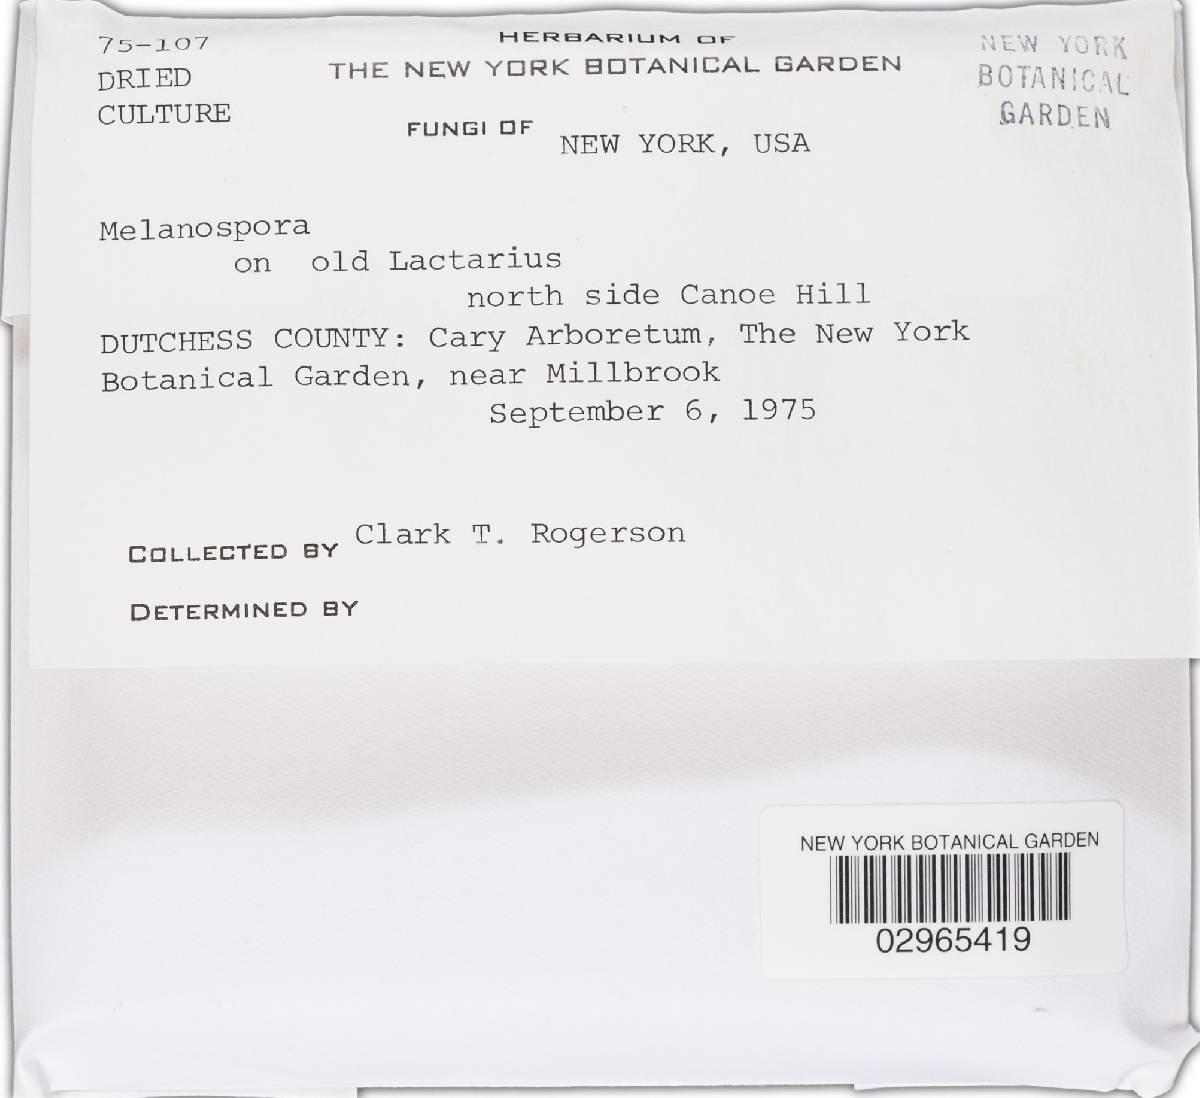 75-107
DRIED
CULTURE
HERBARIUM OF
THE NEW YORK BOTANICAL GARDEN
NEW YORK
BOTANICAL
GARDEN
FUNGI OF NEW YORK, USA
Melanospora
on old Lactarius
north side Canoe Hill
DUTCHESS COUNTY: Cary Arboretum, The New York
Botanical Garden, near Millbrook
September 6, 1975
COLLECTED BY Clark T. Rogerson
DETERMINED BY
NEW YORK BOTANICAL GARDEN
02965419